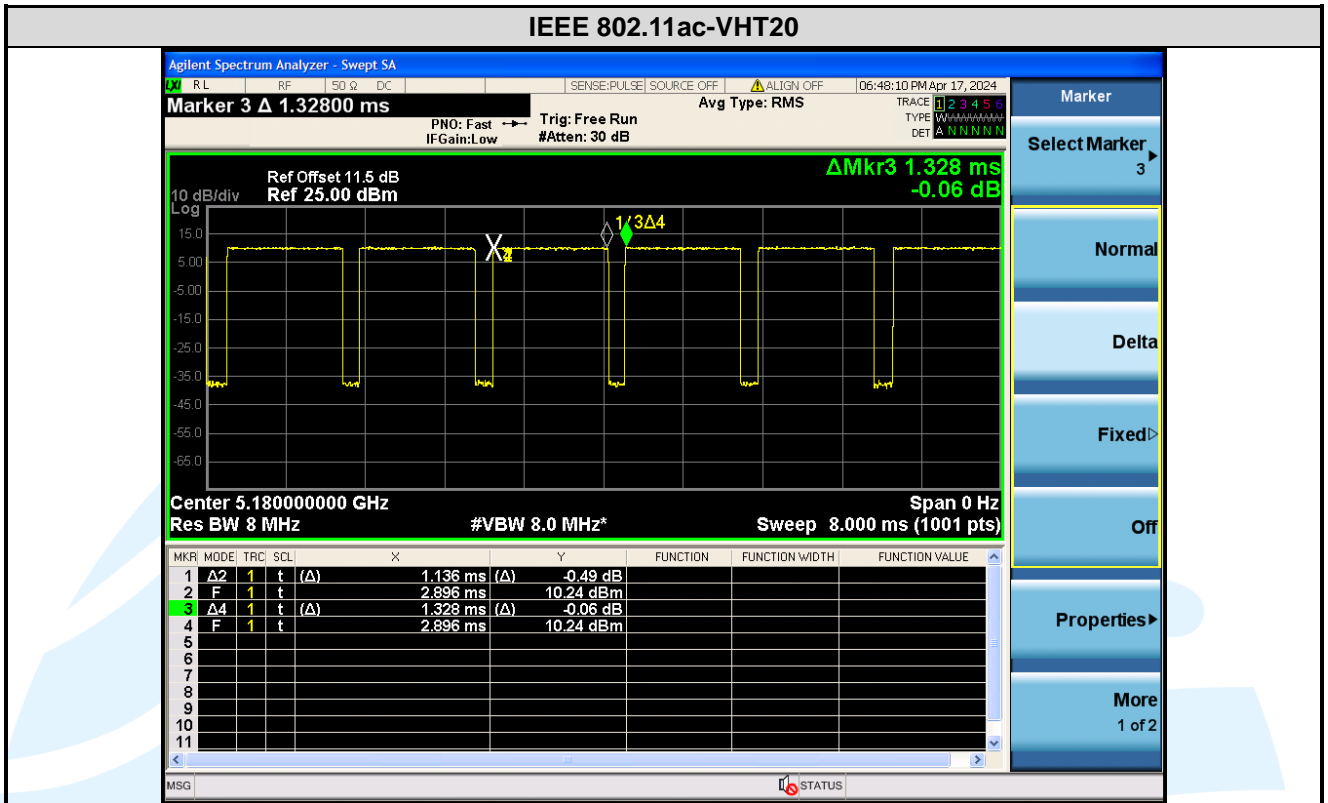 IEEE 802.11ac-VHT20
Agilent Spectrum Analyzer - Swept SA
LXI RL RF 50 Ω DC SENSE:PULSE SOURCE OFF ALIGN OFF 06:48:10 PM Apr 17, 2024
Marker 3 Δ 1.32800 ms
PNO: Fast
IFGain:Low
Trig: Free Run
#Atten: 30 dB
Avg Type: RMS
TRACE 1 2 3 4 5 6
TYPE W
DET A N N N N N
ΔMkr3 1.328 ms
-0.06 dB
Ref Offset 11.5 dB
10 dB/div Ref 25.00 dBm
Log
15.0
5.00
-5.00
-15.0
-25.0
-35.0
-45.0
-55.0
-65.0
1/3Δ4
Center 5.180000000 GHz Span 0 Hz
Res BW 8 MHz #VBW 8.0 MHz* Sweep 8.000 ms (1001 pts)
MKR MODE TRC SCL X Y FUNCTION FUNCTION WIDTH FUNCTION VALUE
1 Δ2 1 t (Δ) 1.136 ms (Δ) -0.49 dB
2 F 1 t 2.896 ms 10.24 dBm
3 Δ4 1 t (Δ) 1.328 ms (Δ) -0.06 dB
4 F 1 t 2.896 ms 10.24 dBm
5
6
7
8
9
10
11
MSG STATUS
Marker
Select Marker
3
Normal
Delta
Fixed
Off
Properties
More
1 of 2